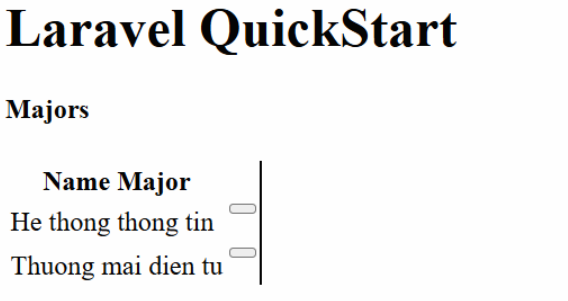 Laravel QuickStart
Majors
Name Major
He thong thong tin
Thuong mai dien tu